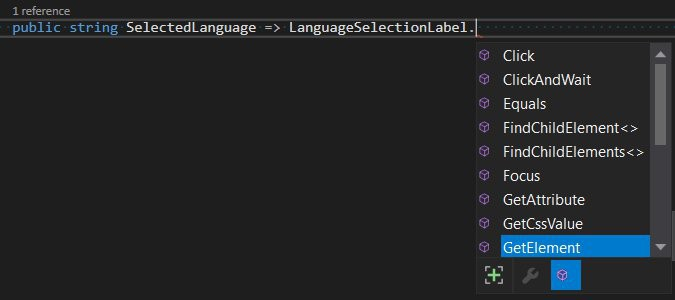 1 reference
public string SelectedLanguage => LanguageSelectionLabel.
Click
ClickAndWait
Equals
FindChildElement<>
FindChildElements<>
Focus
GetAttribute
GetCssValue
GetElement